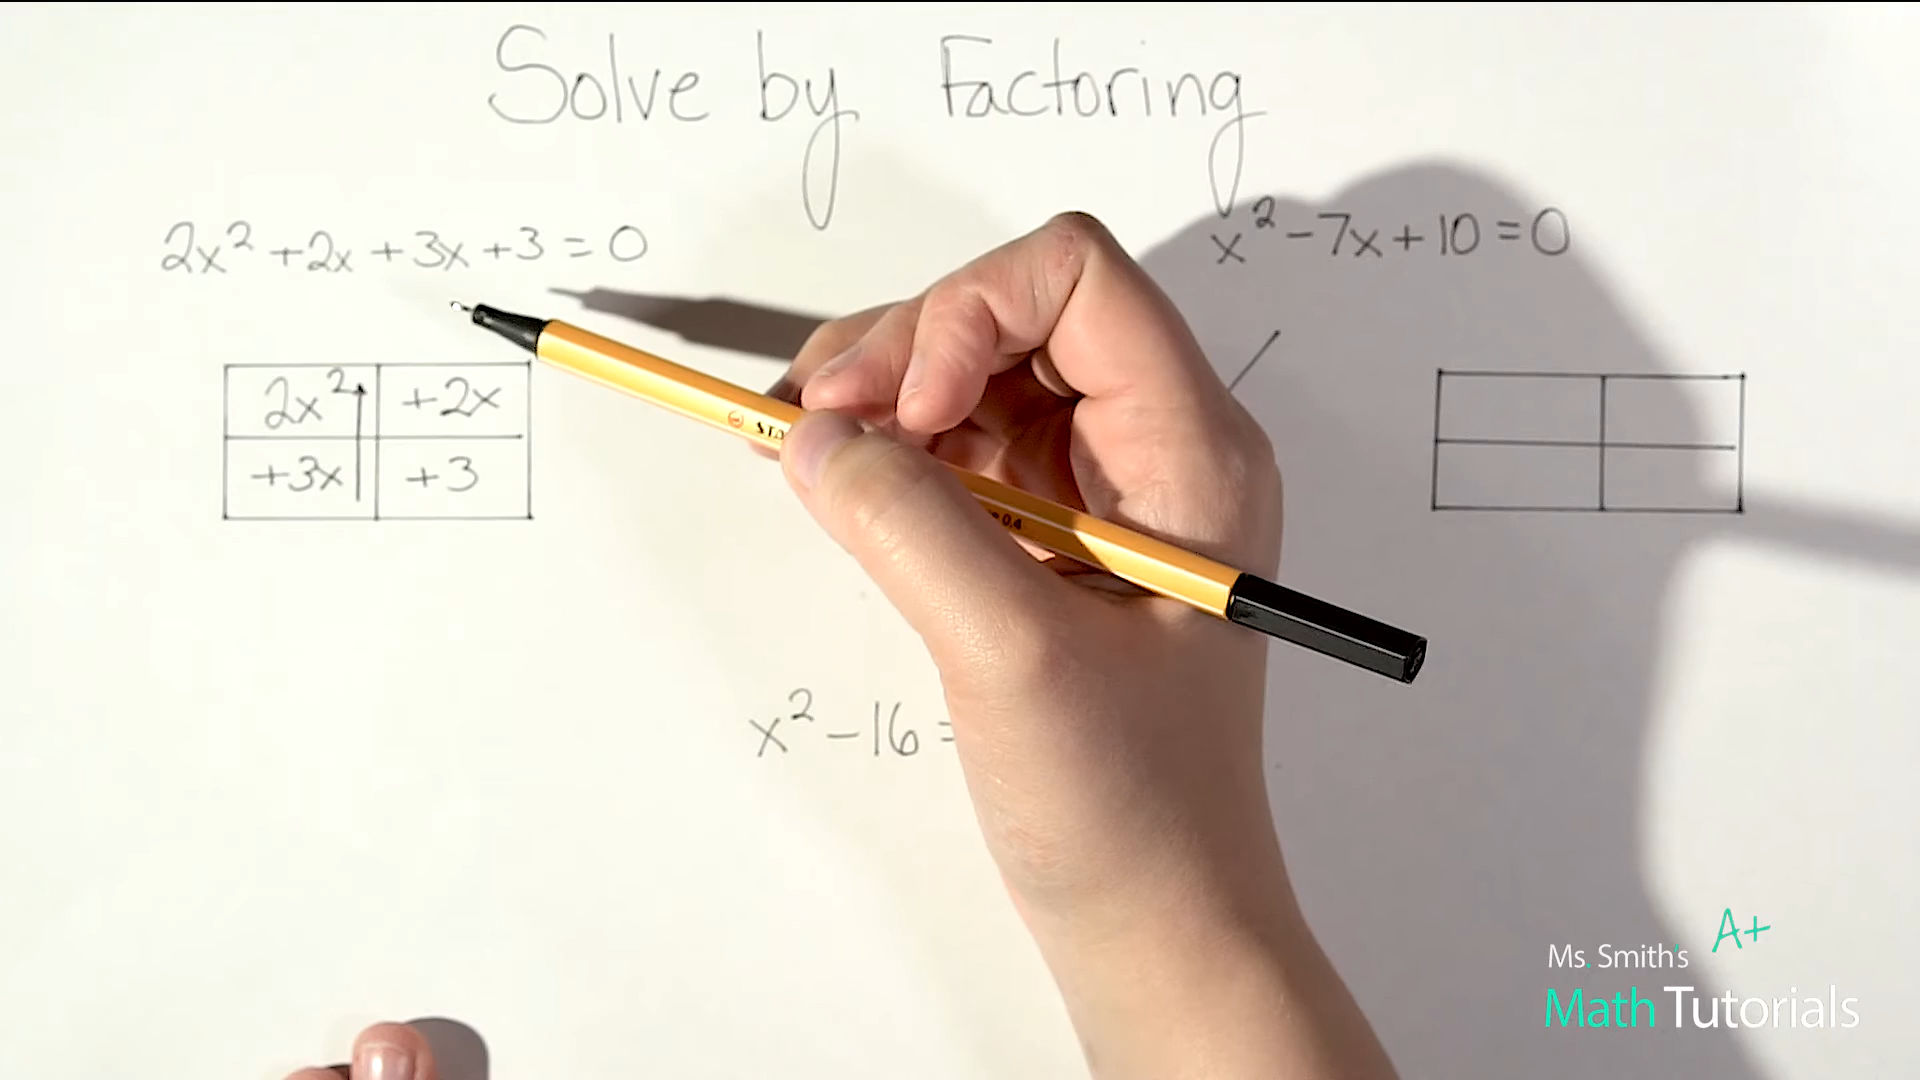 Solve by Factoring
2x² + 2x + 3x + 3 = 0
x² - 7x + 10 = 0
2x² +2x
+3x +3
x² - 16 =
A+
Ms. Smith's
Math Tutorials